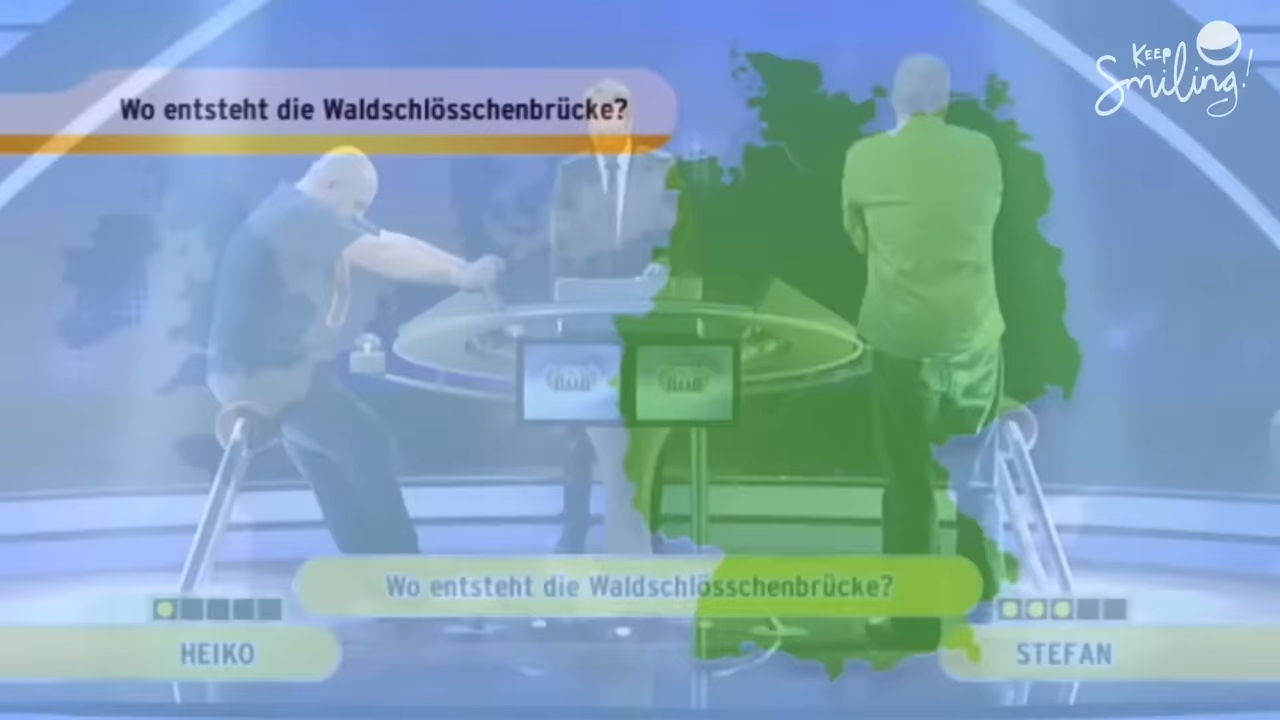 KEEP
Smiling!
Wo entsteht die Waldschlösschenbrücke?
Wo entsteht die Waldschlösschenbrücke?
HEIKO
STEFAN